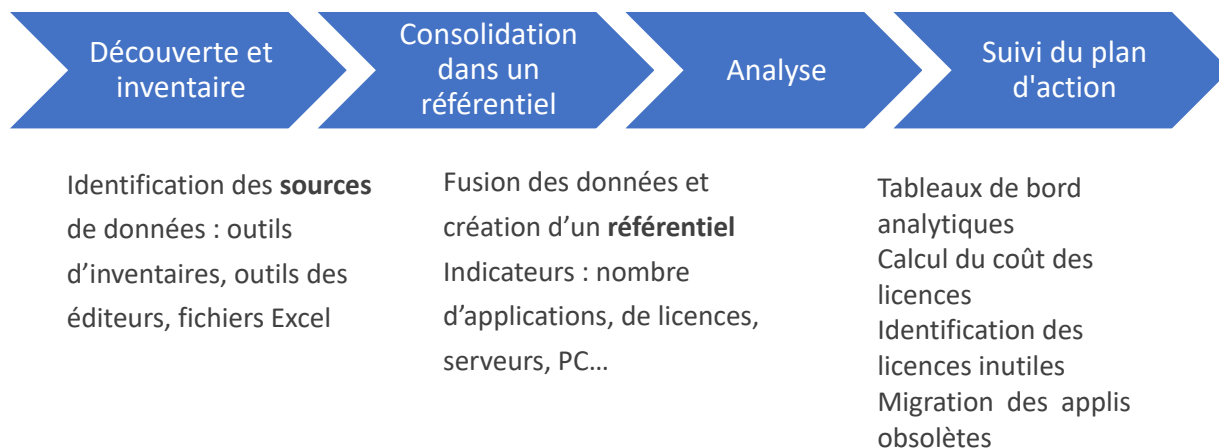 Découverte et
inventaire
Consolidation
dans un
référentiel
Analyse
Suivi du plan
d'action
Identification des sources
de données : outils
d’inventaires, outils des
éditeurs, fichiers Excel
Fusion des données et
création d’un référentiel
Indicateurs : nombre
d’applications, de licences,
serveurs, PC…
Tableaux de bord
analytiques
Calcul du coût des
licences
Identification des
licences inutiles
Migration des applis
obsolètes